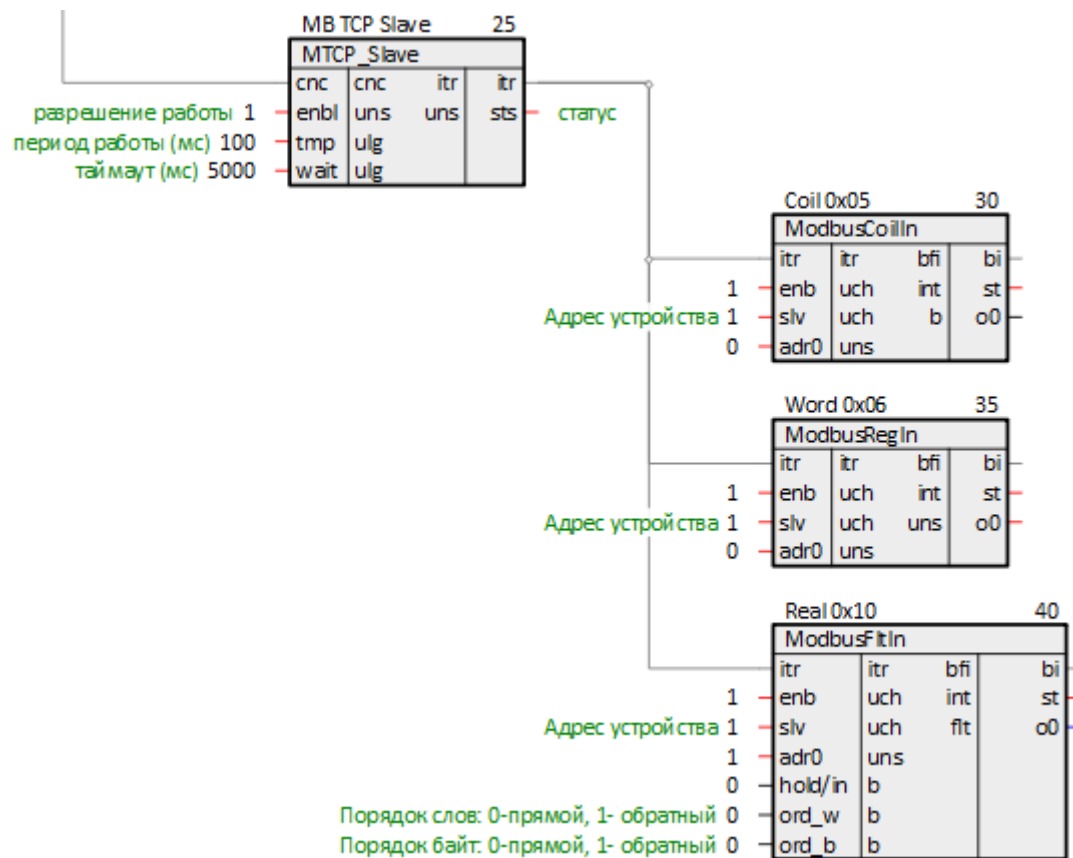 MB TCP Slave 25
MTCP_Slave
cnc cnc itr itr
разрешение работы 1 enbl uns uns sts статус
период работы (мс) 100 tmp ulg
таймаут (мс) 5000 wait ulg
Coil 0x05 30
ModbusCoilIn
itr itr bfi bi
1 enb uch int st
Адрес устройства 1 slv uch b o0
0 adr0 uns
Word 0x06 35
ModbusRegIn
itr itr bfi bi
1 enb uch int st
Адрес устройства 1 slv uch uns o0
0 adr0 uns
Real 0x10 40
ModbusFltIn
itr itr bfi bi
1 enb uch int st
Адрес устройства 1 slv uch flt o0
1 adr0 uns
0 hold/in b
Порядок слов: 0-прямой, 1- обратный 0 ord_w b
Порядок байт: 0-прямой, 1- обратный 0 ord_b b